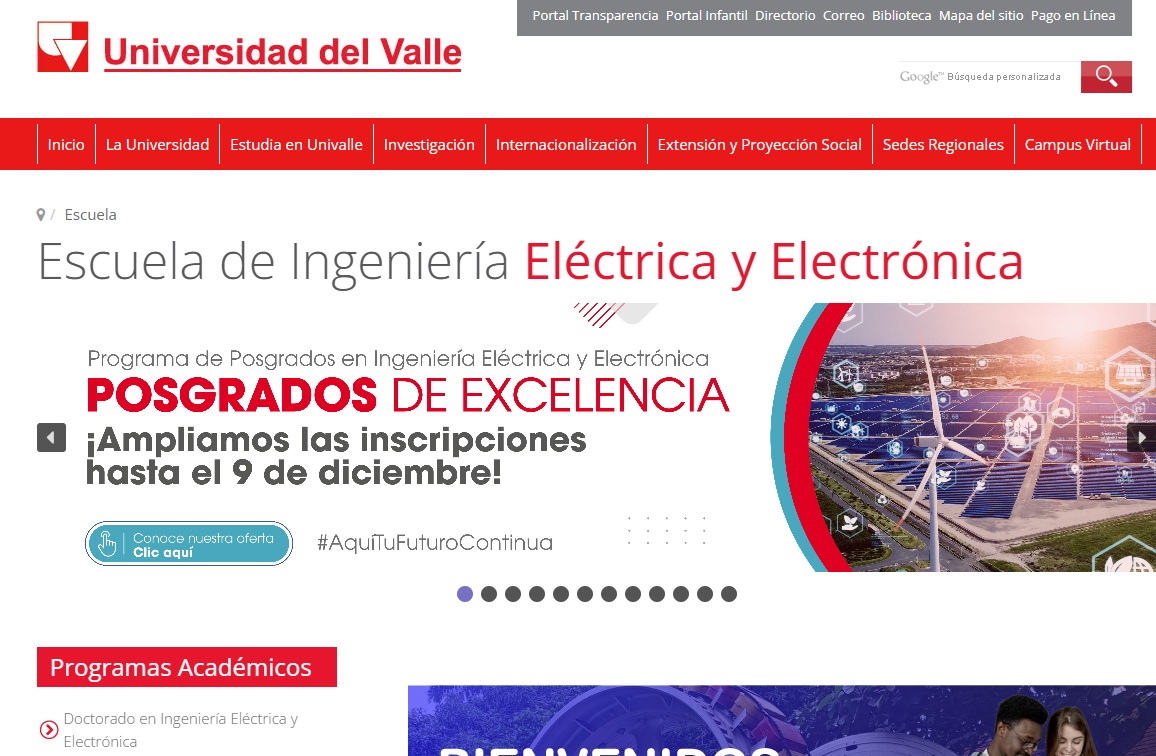 Portal Transparencia Portal Infantil Directorio Correo Biblioteca Mapa del sitio Pago en Línea
Universidad del Valle
Google™ Búsqueda personalizada
Inicio La Universidad Estudia en Univalle Investigación Internacionalización Extensión y Proyección Social Sedes Regionales Campus Virtual
/ Escuela
Escuela de Ingeniería Eléctrica y Electrónica
Programa de Posgrados en Ingeniería Eléctrica y Electrónica
POSGRADOS DE EXCELENCIA
¡Ampliamos las inscripciones
hasta el 9 de diciembre!
Conoce nuestra oferta
Clic aquí
#AquíTuFuturoContinua
Programas Académicos
Doctorado en Ingeniería Eléctrica y
Electrónica
BIENVENIDOS